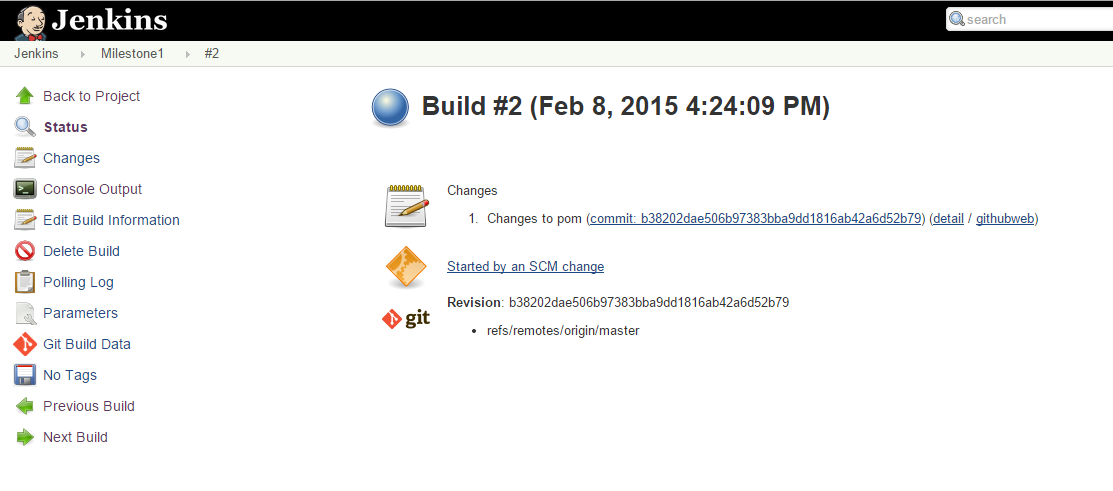 Jenkins
search
Jenkins Milestone1 #2
Back to Project
Status
Changes
Console Output
Edit Build Information
Delete Build
Polling Log
Parameters
Git Build Data
No Tags
Previous Build
Next Build
Build #2 (Feb 8, 2015 4:24:09 PM)
Changes
1. Changes to pom (commit: b38202dae506b97383bba9dd1816ab42a6d52b79) (detail / githubweb)
Started by an SCM change
git
Revision: b38202dae506b97383bba9dd1816ab42a6d52b79
• refs/remotes/origin/master